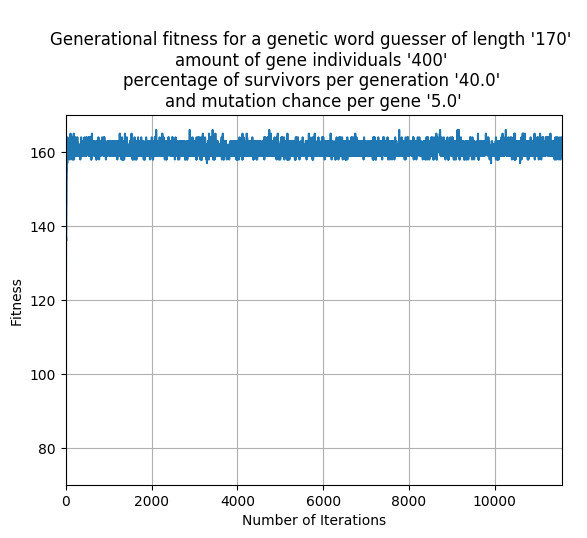 Generational fitness for a genetic word guesser of length '170'
amount of gene individuals '400'
percentage of survivors per generation '40.0'
and mutation chance per gene '5.0'
160
140
120
100
80
Fitness
0 2000 4000 6000 8000 10000
Number of Iterations